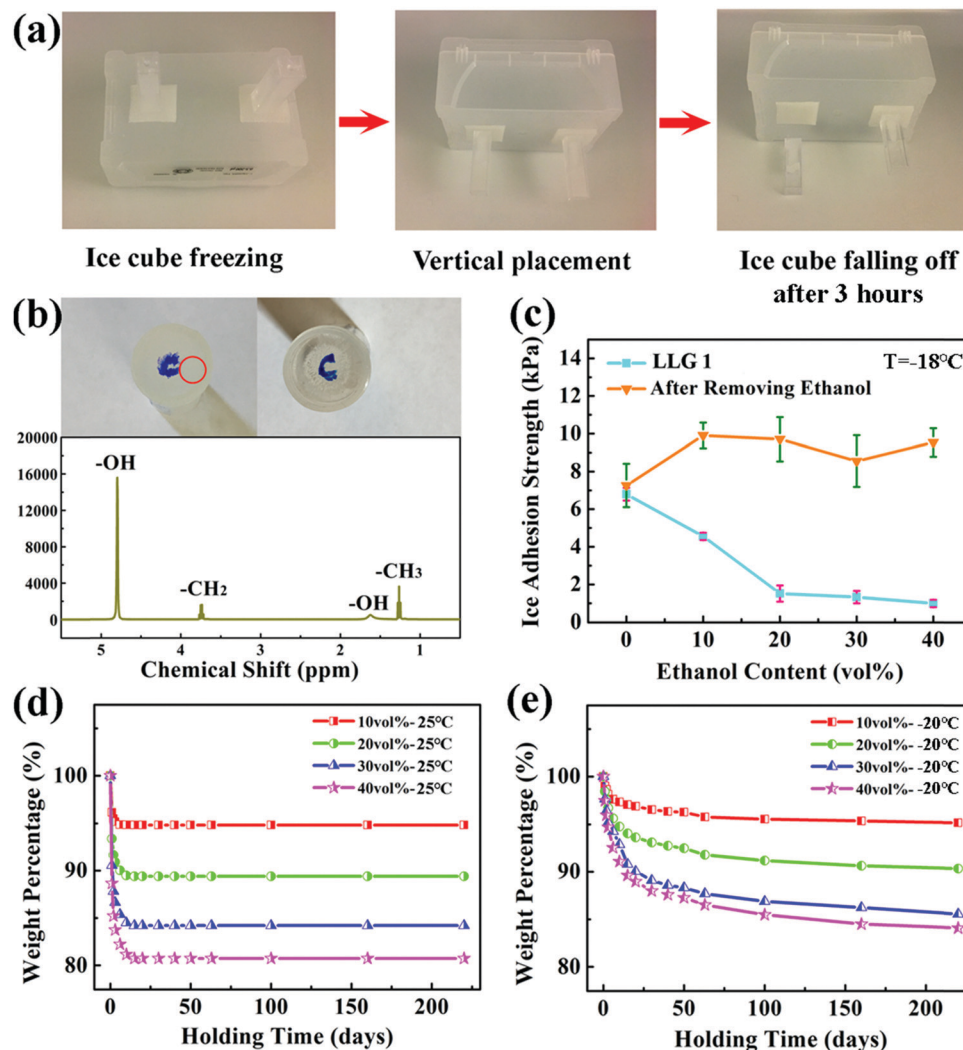 (a)
Ice cube freezing
Vertical placement
Ice cube falling off
after 3 hours
(b)
20000
16000
12000
8000
4000
0
-OH
-CH₂
-OH
-CH₃
5
4
3
2
1
Chemical Shift (ppm)
(c)
Ice Adhesion Strength (kPa)
14
12
10
8
6
4
2
0
LLG 1
T=-18°C
After Removing Ethanol
0
10
20
30
40
Ethanol Content (vol%)
(d)
Weight Percentage (%)
100
90
80
10vol%-25°C
20vol%-25°C
30vol%-25°C
40vol%-25°C
0
50
100
150
200
Holding Time (days)
(e)
Weight Percentage (%)
100
95
90
85
80
10vol%- -20°C
20vol%- -20°C
30vol%- -20°C
40vol%- -20°C
0
50
100
150
200
Holding Time (days)